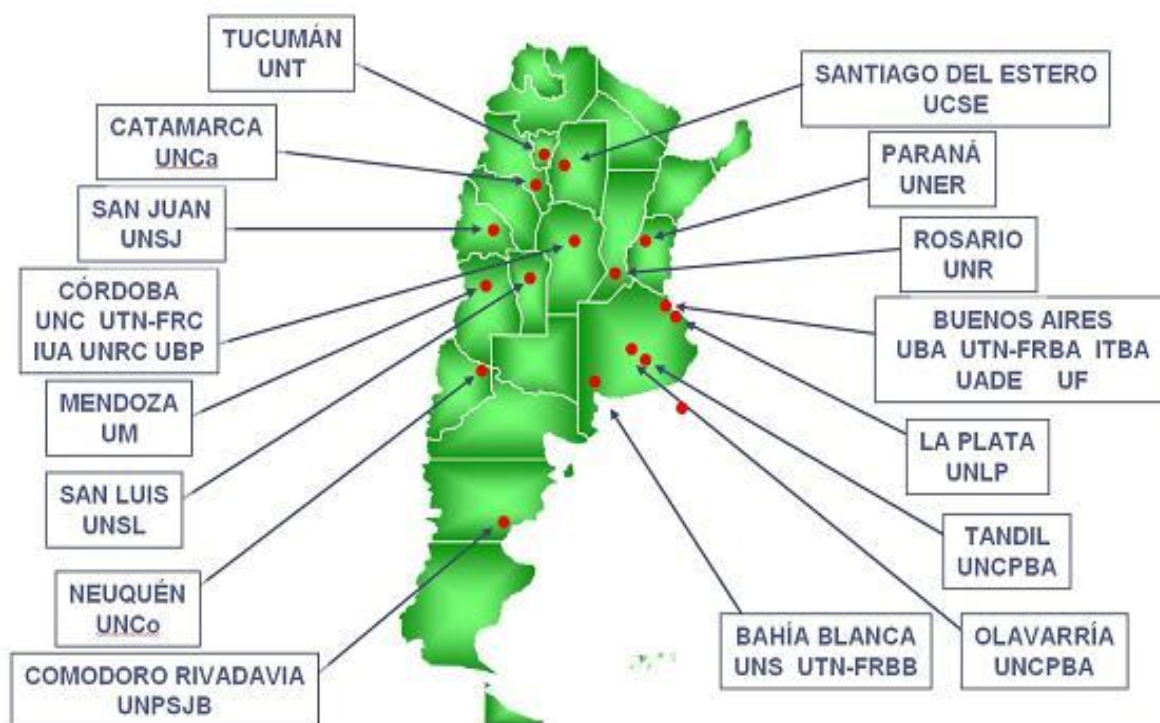 TUCUMÁN
UNT
CATAMARCA
UNCa
SAN JUAN
UNSJ
CÓRDOBA
UNC UTN-FRC
IUA UNRC UBP
MENDOZA
UM
SAN LUIS
UNSL
NEUQUÉN
UNCo
COMODORO RIVADAVIA
UNPSJB
SANTIAGO DEL ESTERO
UCSE
PARANÁ
UNER
ROSARIO
UNR
BUENOS AIRES
UBA UTN-FRBA ITBA
UADE UF
LA PLATA
UNLP
TANDIL
UNCPBA
OLAVARRÍA
UNCPBA
BAHÍA BLANCA
UNS UTN-FRBB